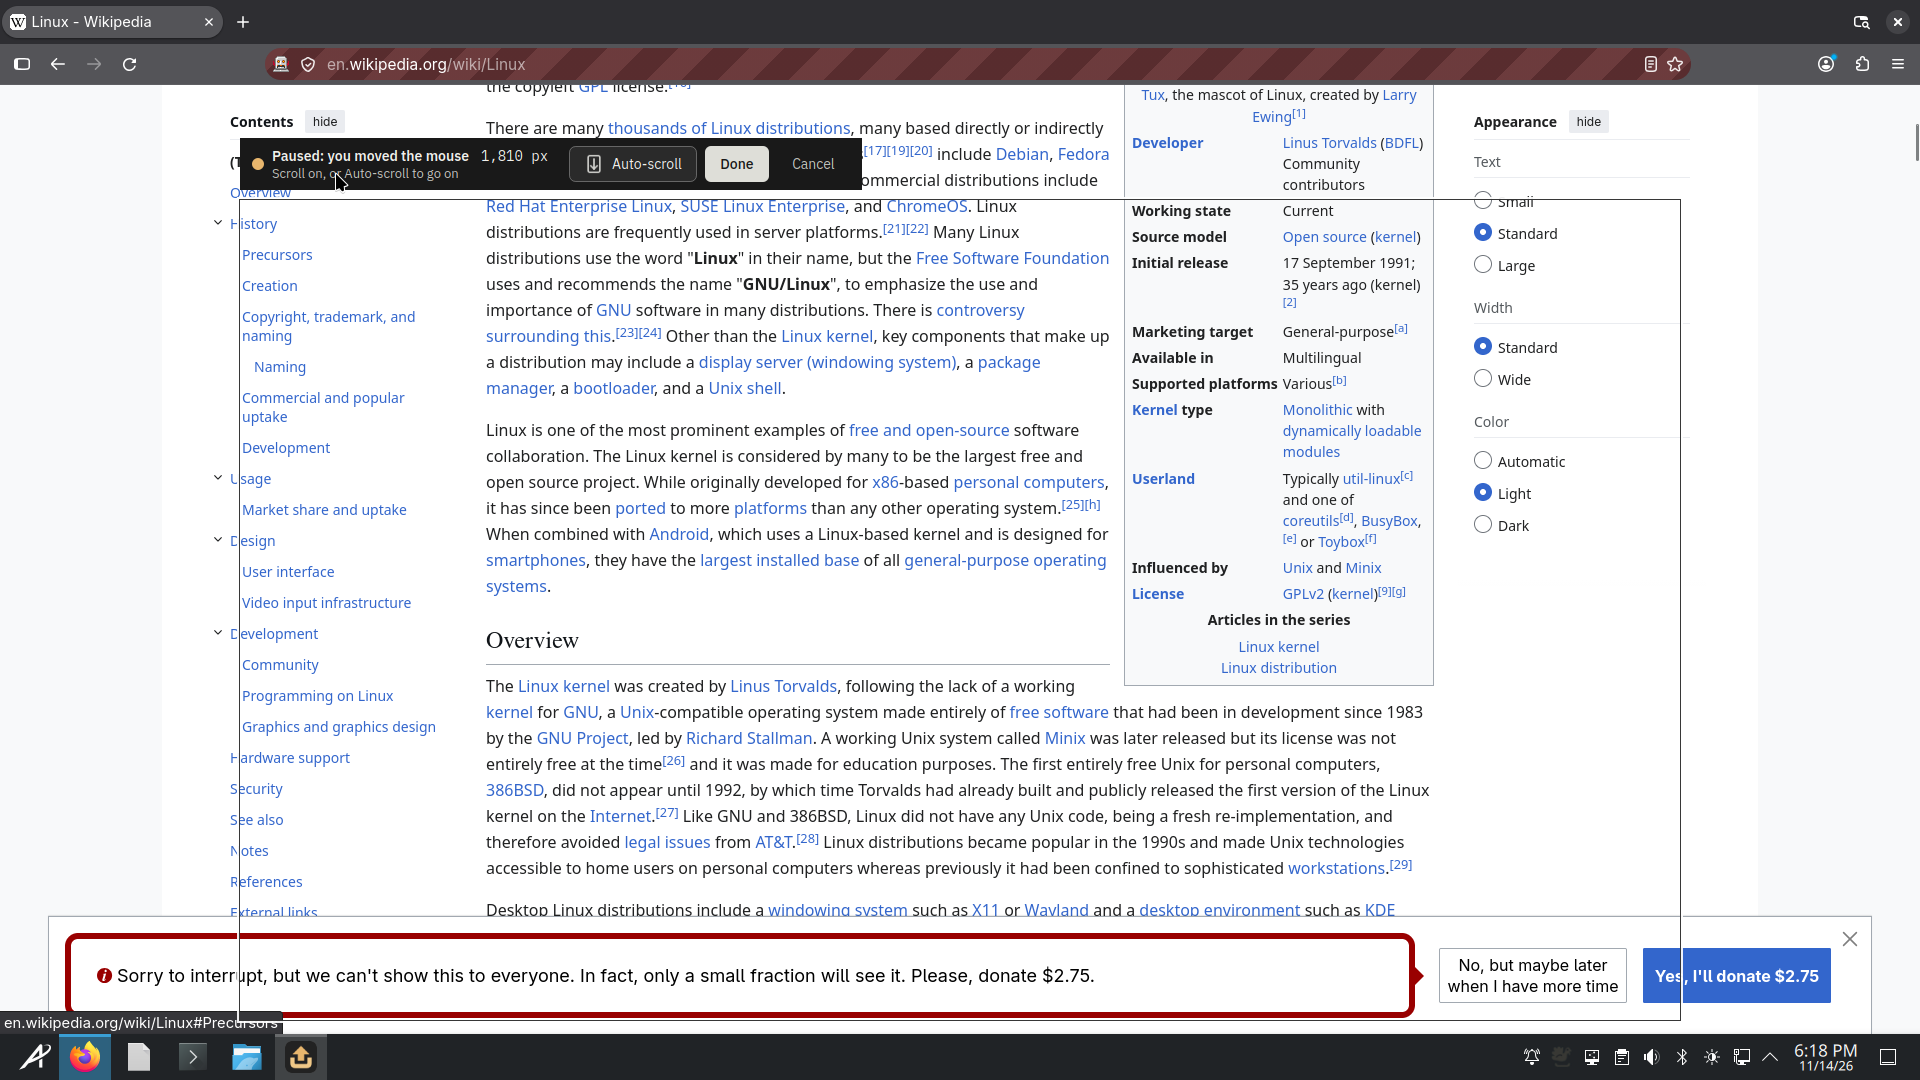 Linux - Wikipedia
en.wikipedia.org/wiki/Linux
Contents
hide
Overview
History
Precursors
Creation
Copyright, trademark, and
naming
Naming
Commercial and popular
uptake
Development
Usage
Market share and uptake
Design
User interface
Video input infrastructure
Development
Community
Programming on Linux
Graphics and graphics design
Hardware support
Security
See also
Notes
References
External links
Paused: you moved the mouse
1,810 px
Scroll on, or Auto-scroll to go on
Auto-scroll
Done
Cancel
the copyleft GPL license.
There are many thousands of Linux distributions, many based directly or indirectly
[17][19][20] include Debian, Fedora
ommercial distributions include
Red Hat Enterprise Linux, SUSE Linux Enterprise, and ChromeOS. Linux
distributions are frequently used in server platforms.[21][22] Many Linux
distributions use the word "Linux" in their name, but the Free Software Foundation
uses and recommends the name "GNU/Linux", to emphasize the use and
importance of GNU software in many distributions. There is controversy
surrounding this.[23][24] Other than the Linux kernel, key components that make up
a distribution may include a display server (windowing system), a package
manager, a bootloader, and a Unix shell.
Linux is one of the most prominent examples of free and open-source software
collaboration. The Linux kernel is considered by many to be the largest free and
open source project. While originally developed for x86-based personal computers,
it has since been ported to more platforms than any other operating system.[25][h]
When combined with Android, which uses a Linux-based kernel and is designed for
smartphones, they have the largest installed base of all general-purpose operating
systems.
Overview
The Linux kernel was created by Linus Torvalds, following the lack of a working
kernel for GNU, a Unix-compatible operating system made entirely of free software that had been in development since 1983
by the GNU Project, led by Richard Stallman. A working Unix system called Minix was later released but its license was not
entirely free at the time[26] and it was made for education purposes. The first entirely free Unix for personal computers,
386BSD, did not appear until 1992, by which time Torvalds had already built and publicly released the first version of the Linux
kernel on the Internet.[27] Like GNU and 386BSD, Linux did not have any Unix code, being a fresh re-implementation, and
therefore avoided legal issues from AT&T.[28] Linux distributions became popular in the 1990s and made Unix technologies
accessible to home users on personal computers whereas previously it had been confined to sophisticated workstations.[29]
Desktop Linux distributions include a windowing system such as X11 or Wayland and a desktop environment such as KDE
Tux, the mascot of Linux, created by Larry
Ewing[1]
Developer Linus Torvalds (BDFL)
Community
contributors
Working state Current
Source model Open source (kernel)
Initial release 17 September 1991;
35 years ago (kernel)
[2]
Marketing target General-purpose[a]
Available in Multilingual
Supported platforms Various[b]
Kernel type Monolithic with
dynamically loadable
modules
Userland Typically util-linux[c]
and one of
coreutils[d], BusyBox,
[e] or Toybox[f]
Influenced by Unix and Minix
License GPLv2 (kernel)[9][g]
Articles in the series
Linux kernel
Linux distribution
Appearance
hide
Text
Small
Standard
Large
Width
Standard
Wide
Color
Automatic
Light
Dark
Sorry to interrupt, but we can't show this to everyone. In fact, only a small fraction will see it. Please, donate $2.75.
No, but maybe later
when I have more time
Yes, I'll donate $2.75
en.wikipedia.org/wiki/Linux#Precursors
6:18 PM
11/14/26